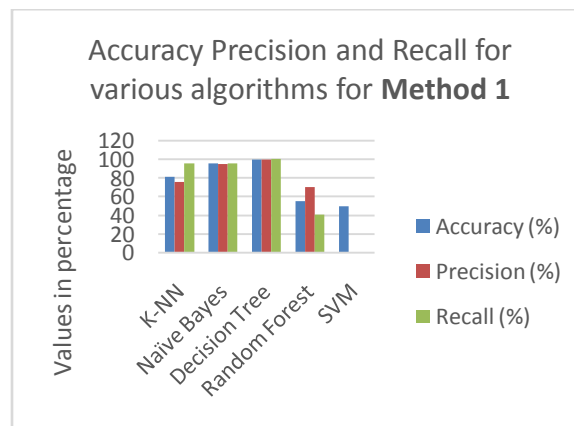 Accuracy Precision and Recall for
various algorithms for Method 1
Values in percentage
120
100
80
60
40
20
0
K-NN
Naïve Bayes
Decision Tree
Random Forest
SVM
Accuracy (%)
Precision (%)
Recall (%)